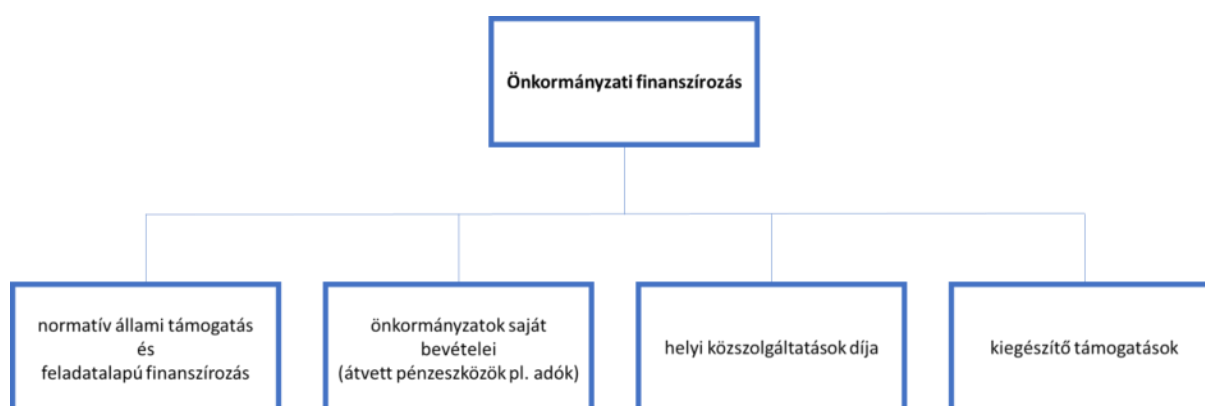 Önkormányzati finanszírozás
normatív állami támogatás
és
feladatalapú finanszírozás
önkormányzatok saját
bevételei
(átvett pénzeszközök pl. adók)
helyi közszolgáltatások díja
kiegészítő támogatások